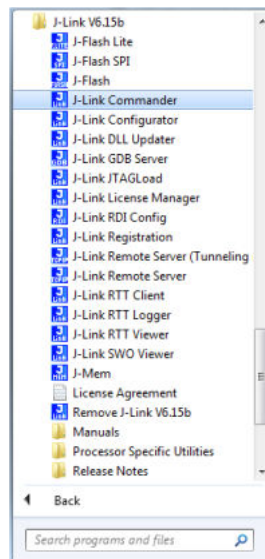 J-Link V6.15b
J-Flash Lite
J-Flash SPI
J-Flash
J-Link Commander
J-Link Configurator
J-Link DLL Updater
J-Link GDB Server
J-Link JTAGLoad
J-Link License Manager
J-Link RDI Config
J-Link Registration
J-Link Remote Server (Tunneling
J-Link Remote Server
J-Link RTT Client
J-Link RTT Logger
J-Link RTT Viewer
J-Link SWO Viewer
J-Mem
License Agreement
Remove J-Link V6.15b
Manuals
Processor Specific Utilities
Release Notes
Back
Search programs and files